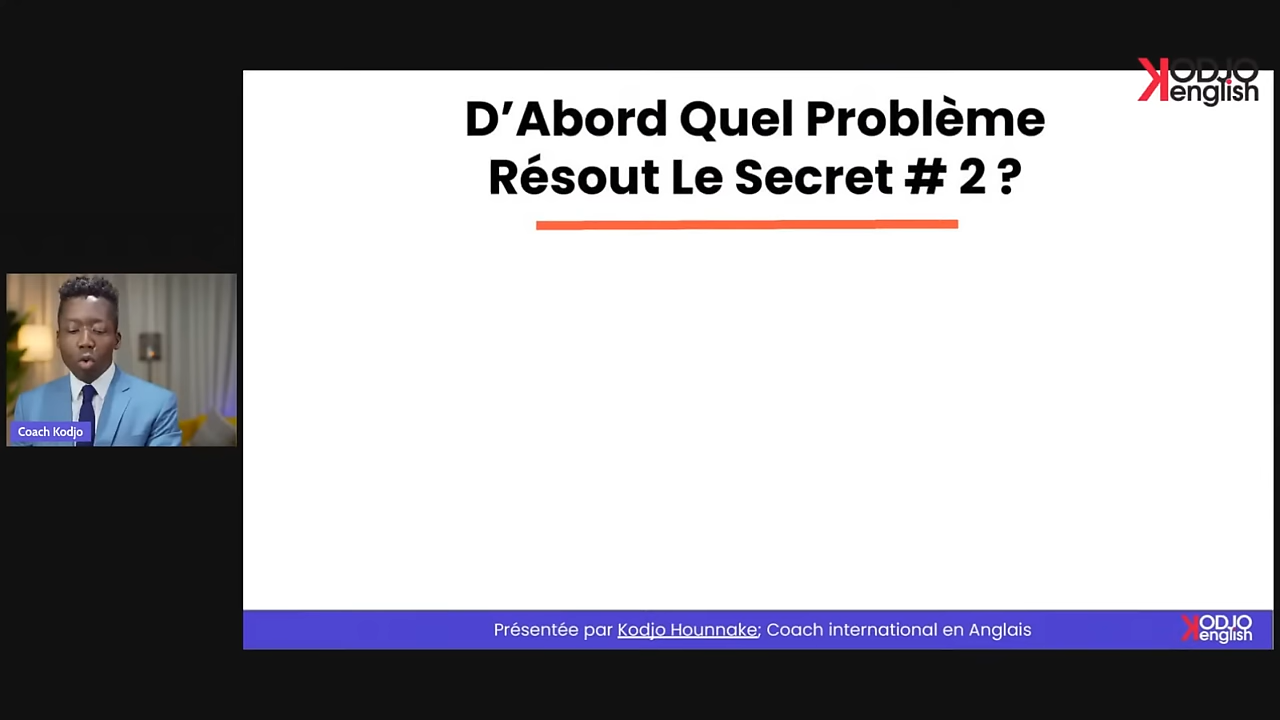 KODJO
english
D'Abord Quel Problème
Résout Le Secret # 2 ?
Coach Kodjo
Présentée par Kodjo Hounnake; Coach international en Anglais
KODJO
english